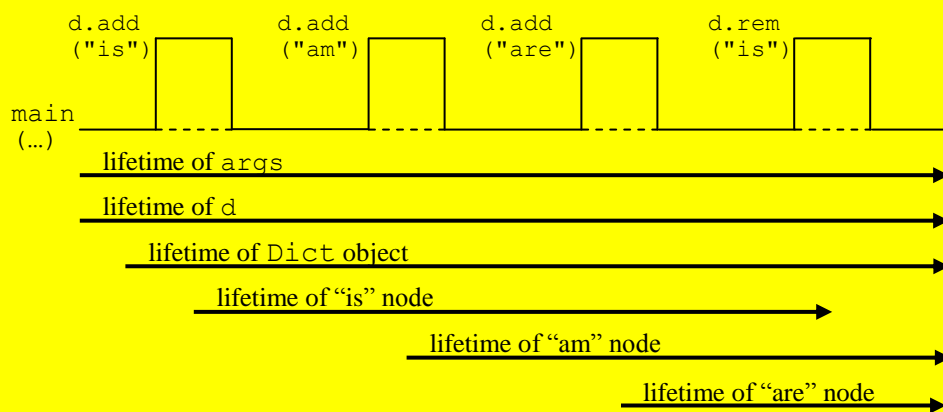 d.add d.add d.add d.rem
("is") ("am") ("are") ("is")
main
(…)
lifetime of args
lifetime of d
lifetime of Dict object
lifetime of “is” node
lifetime of “am” node
lifetime of “are” node